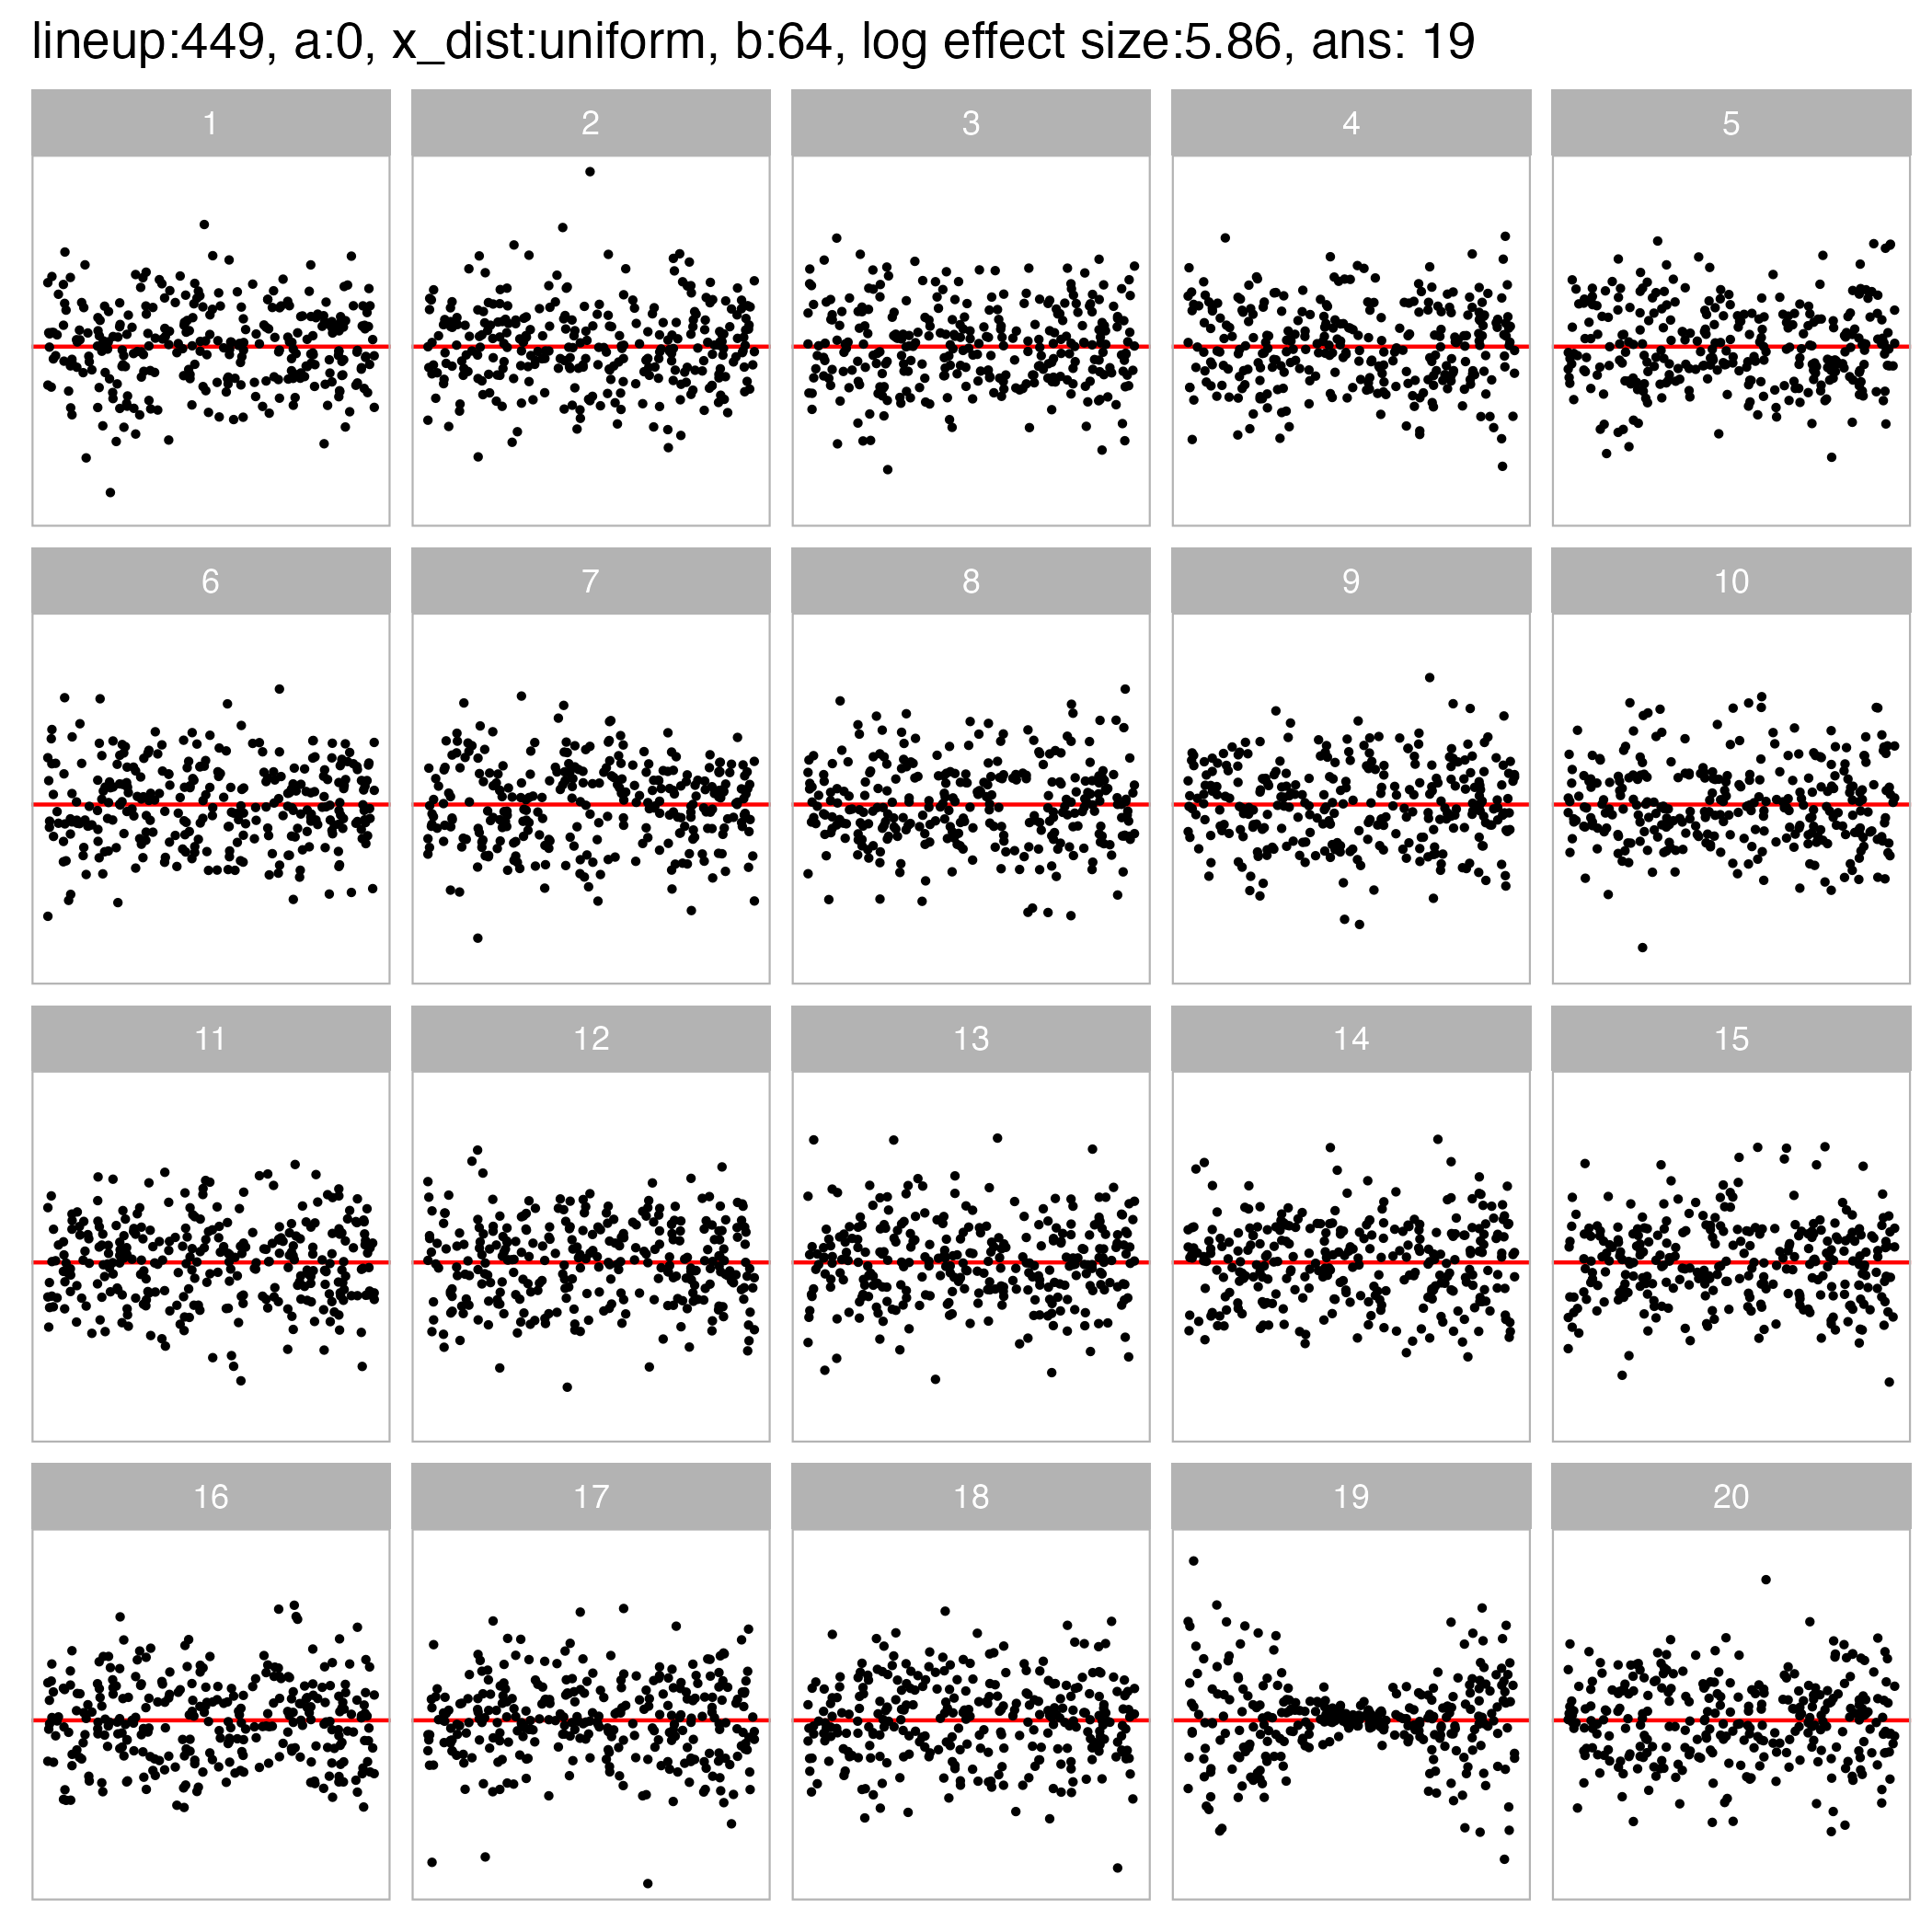 lineup:449, a:0, x_dist:uniform, b:64, log effect size:5.86, ans: 19
1 2 3 4 5
6 7 8 9 10
11 12 13 14 15
16 17 18 19 20